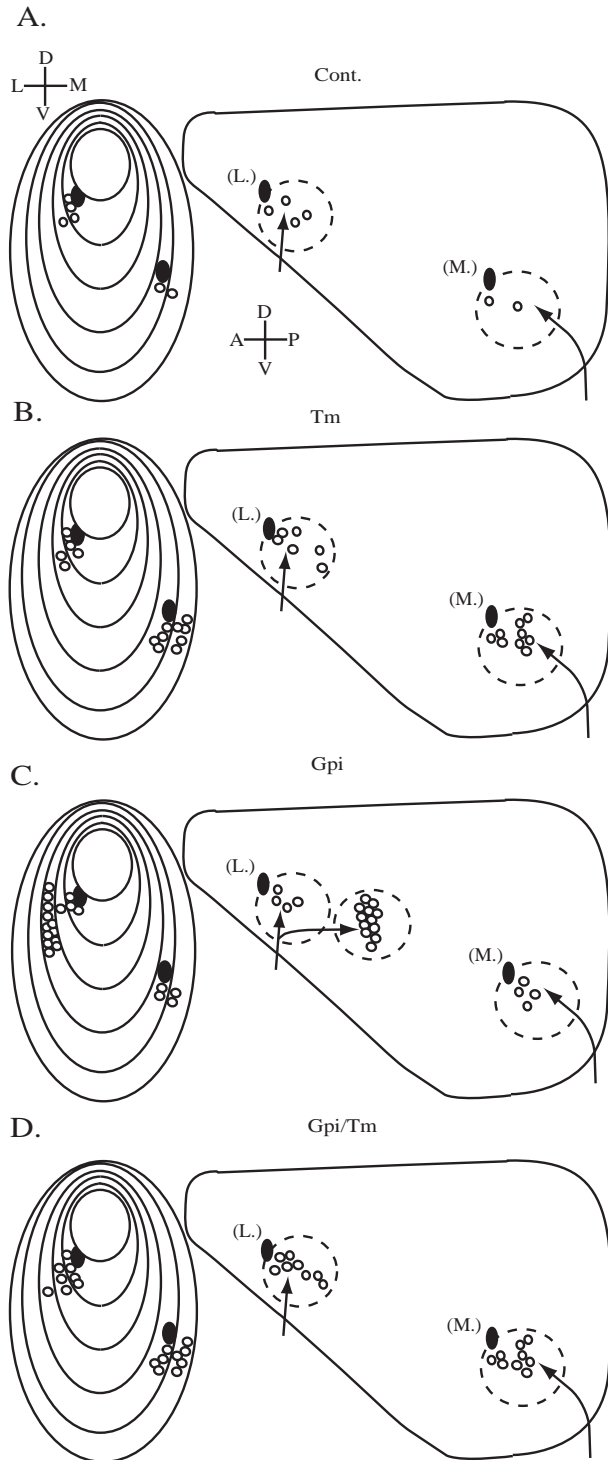 A.
D
L M
V
Cont.
(L.)
(M.)
D
A P
V
B.
Tm
(L.)
(M.)
C.
Gpi
(L.)
(M.)
D.
Gpi/Tm
(L.)
(M.)